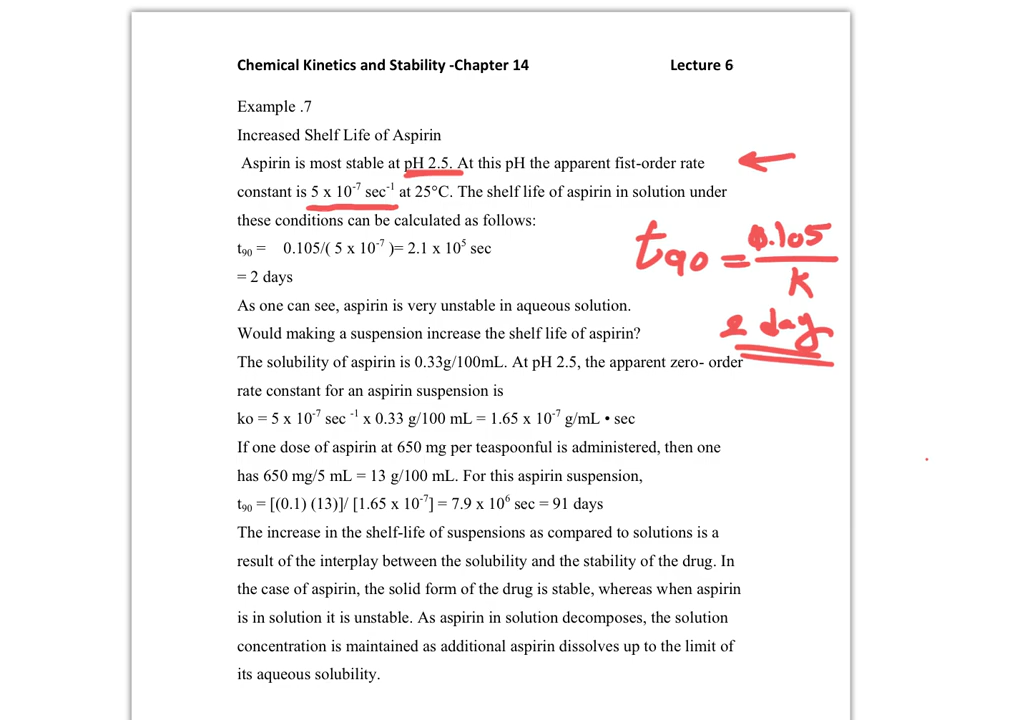 Chemical Kinetics and Stability -Chapter 14 Lecture 6
Example .7
Increased Shelf Life of Aspirin
Aspirin is most stable at pH 2.5. At this pH the apparent fist-order rate
constant is 5 x 10⁻⁷ sec⁻¹ at 25°C. The shelf life of aspirin in solution under
these conditions can be calculated as follows:
t₉₀ = 0.105/( 5 x 10⁻⁷ )= 2.1 x 10⁵ sec
= 2 days
t90 = 0.105 / k
As one can see, aspirin is very unstable in aqueous solution.
Would making a suspension increase the shelf life of aspirin?
2 day
The solubility of aspirin is 0.33g/100mL. At pH 2.5, the apparent zero- order
rate constant for an aspirin suspension is
ko = 5 x 10⁻⁷ sec ⁻¹ x 0.33 g/100 mL = 1.65 x 10⁻⁷ g/mL • sec
If one dose of aspirin at 650 mg per teaspoonful is administered, then one
has 650 mg/5 mL = 13 g/100 mL. For this aspirin suspension,
t₉₀ = [(0.1) (13)]/ [1.65 x 10⁻⁷] = 7.9 x 10⁶ sec = 91 days
The increase in the shelf-life of suspensions as compared to solutions is a
result of the interplay between the solubility and the stability of the drug. In
the case of aspirin, the solid form of the drug is stable, whereas when aspirin
is in solution it is unstable. As aspirin in solution decomposes, the solution
concentration is maintained as additional aspirin dissolves up to the limit of
its aqueous solubility.